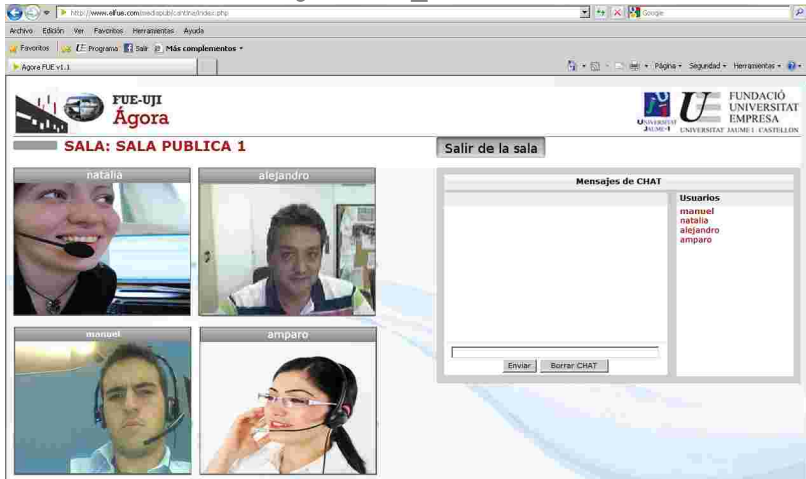 http://www.elfue.com/mediapub/cantina/index.php
Google
Archivo Edición Ver Favoritos Herramientas Ayuda
Favoritos Programa Salir Más complementos
Agora FUE v1.1
Página Seguridad Herramientas
FUE-UJI
Ágora
UNIVERSITAT
JAUME·I
FUNDACIÓ
UNIVERSITAT
EMPRESA
UNIVERSITAT JAUME I - CASTELLÓN
SALA: SALA PUBLICA 1
Salir de la sala
natalia
alejandro
manuel
amparo
Mensajes de CHAT
Usuarios
manuel
natalia
alejandro
amparo
Enviar
Borrar CHAT